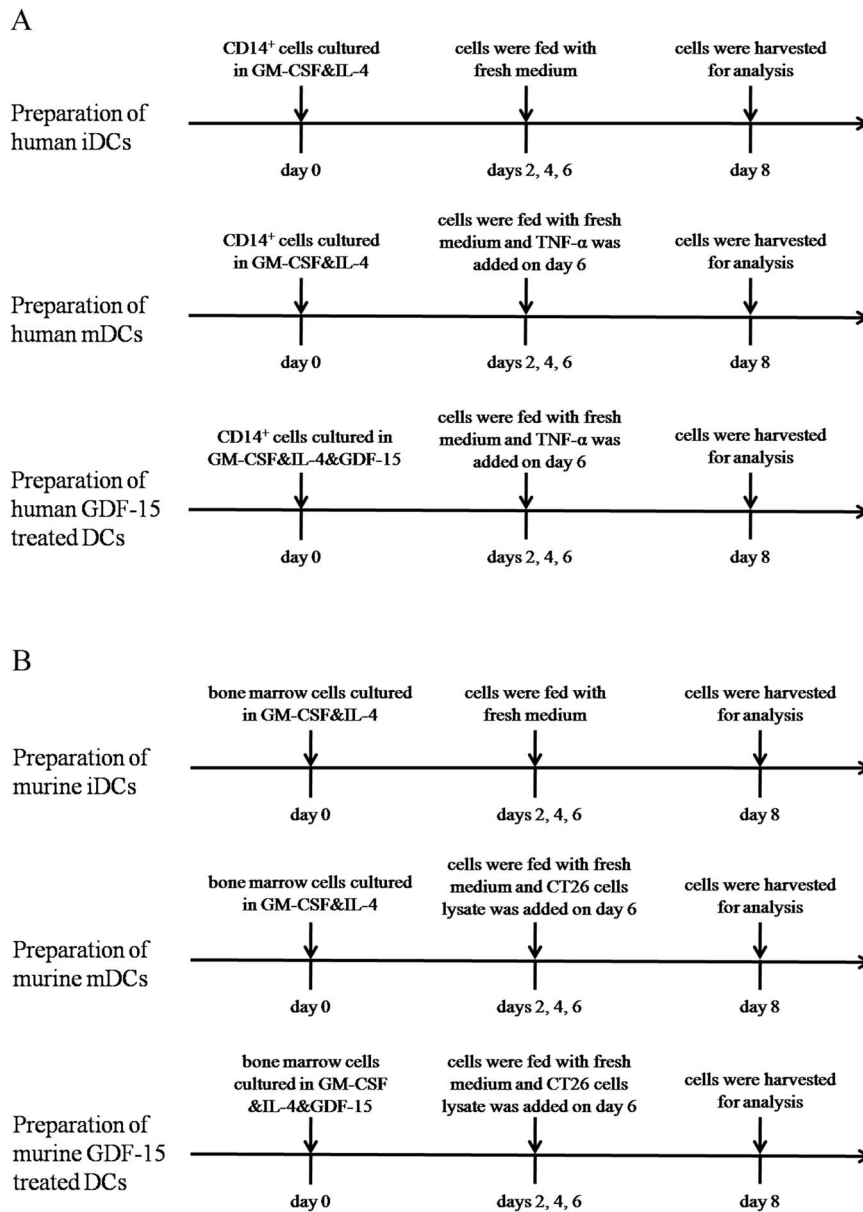 A
CD14+ cells cultured
in GM-CSF&IL-4
cells were fed with
fresh medium
cells were harvested
for analysis
Preparation of
human iDCs
day 0
days 2, 4, 6
day 8
CD14+ cells cultured
in GM-CSF&IL-4
cells were fed with fresh
medium and TNF-α was
added on day 6
cells were harvested
for analysis
Preparation of
human mDCs
day 0
days 2, 4, 6
day 8
CD14+ cells cultured in
GM-CSF&IL-4&GDF-15
cells were fed with fresh
medium and TNF-α was
added on day 6
cells were harvested
for analysis
Preparation of
human GDF-15
treated DCs
day 0
days 2, 4, 6
day 8
B
bone marrow cells cultured
in GM-CSF&IL-4
cells were fed with
fresh medium
cells were harvested
for analysis
Preparation of
murine iDCs
day 0
days 2, 4, 6
day 8
bone marrow cells cultured
in GM-CSF&IL-4
cells were fed with fresh
medium and CT26 cells
lysate was added on day 6
cells were harvested
for analysis
Preparation of
murine mDCs
day 0
days 2, 4, 6
day 8
bone marrow cells
cultured in GM-CSF
&IL-4&GDF-15
cells were fed with fresh
medium and CT26 cells
lysate was added on day 6
cells were harvested
for analysis
Preparation of
murine GDF-15
treated DCs
day 0
days 2, 4, 6
day 8